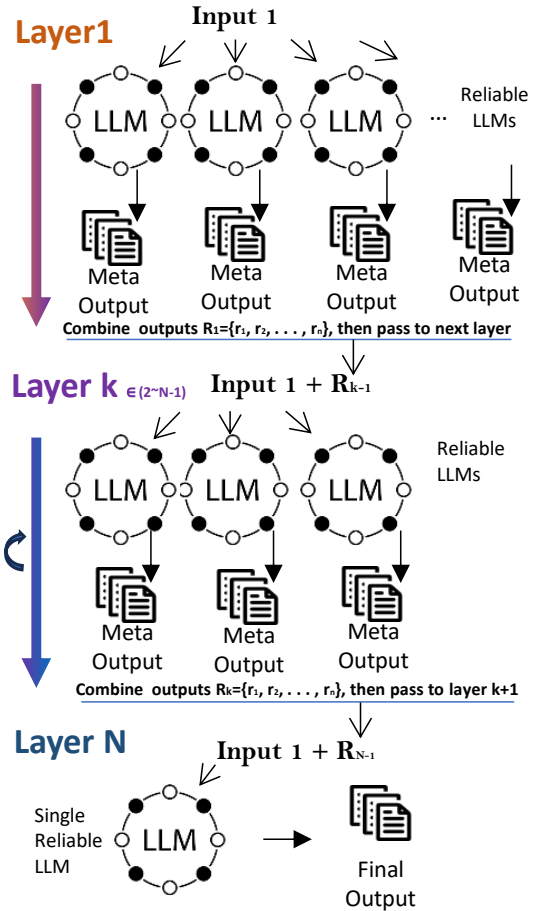 Layer1
Input 1
LLM LLM LLM ... Reliable
LLMs
Meta Meta Meta Meta
Output Output Output Output
Combine outputs R₁={r₁, r₂, . . . , rₙ}, then pass to next layer
Layer k ∈(2~N-1) Input 1 + Rₖ₋₁
Reliable
LLMs
LLM LLM LLM
Meta Meta Meta
Output Output Output
Combine outputs Rₖ={r₁, r₂, . . . , rₙ}, then pass to layer k+1
Layer N
Input 1 + R_N-1
Single
Reliable
LLM
LLM
Final
Output